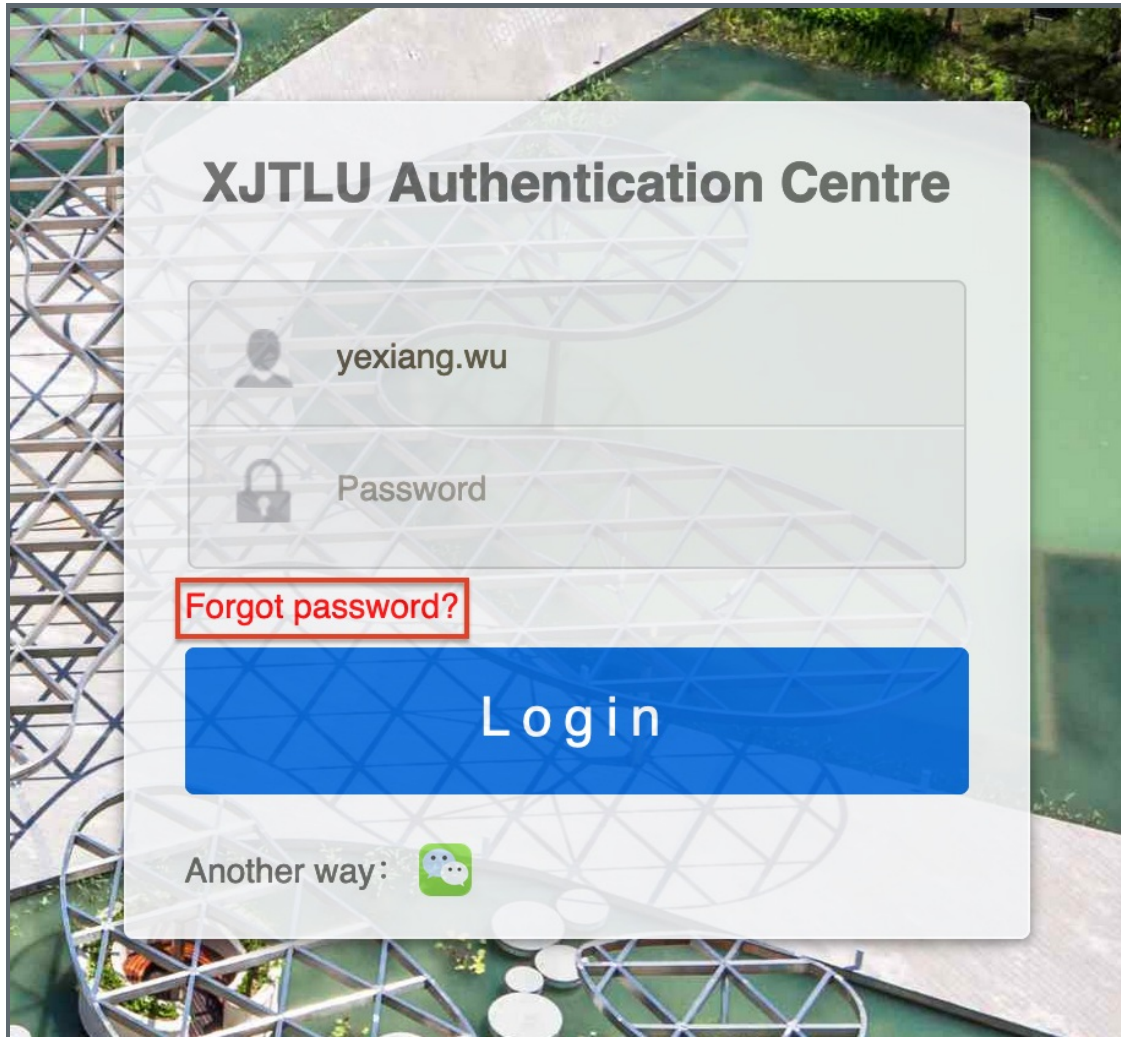 XJTLU Authentication Centre
yexiang.wu
Password
Forgot password?
Login
Another way：